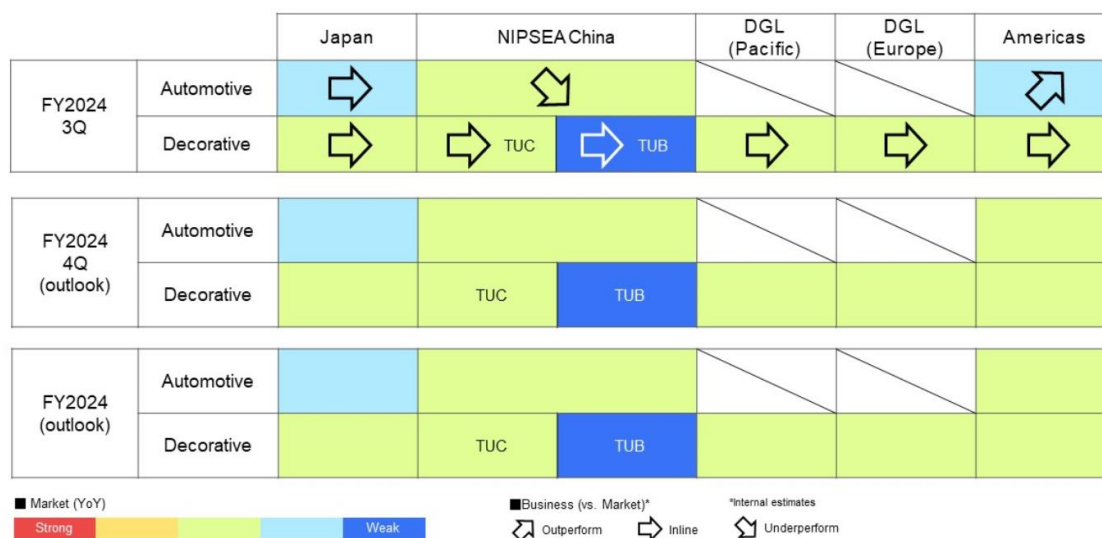 Japan
NIPSEA China
DGL
(Pacific)
DGL
(Europe)
Americas
FY2024
3Q
Automotive
Decorative
TUC
TUB
FY2024
4Q
(outlook)
Automotive
Decorative
TUC
TUB
FY2024
(outlook)
Automotive
Decorative
TUC
TUB
■ Market (YoY)
Strong
Weak
■Business (vs. Market)*
*Internal estimates
Outperform
Inline
Underperform